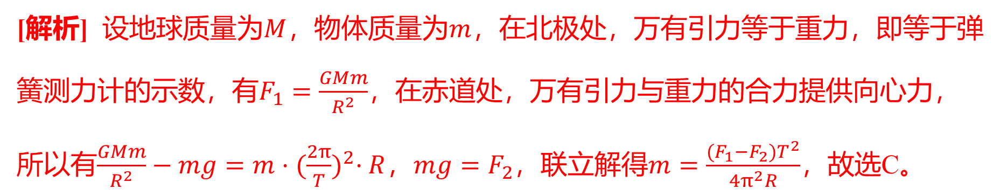 [解析] 设地球质量为$M$，物体质量为$m$，在北极处，万有引力等于重力，即等于弹
簧测力计的示数，有$F_1 = \frac{GMm}{R^2}$，在赤道处，万有引力与重力的合力提供向心力，
所以有$\frac{GMm}{R^2} - mg = m \cdot (\frac{2\pi}{T})^2 \cdot R$，$mg = F_2$，联立解得$m = \frac{(F_1 - F_2)T^2}{4\pi^2 R}$，故选C。